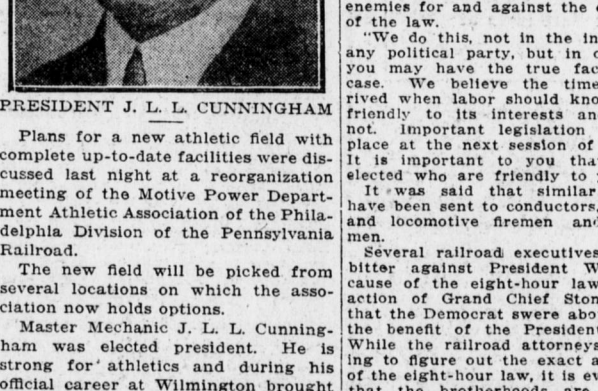 PRESIDENT J. L. L. CUNNINGHAM
Plans for a new athletic field with
complete up-to-date facilities were dis-
cussed last night at a reorganization
meeting of the Motive Power Depart-
ment Athletic Association of the Phila-
delphia Division of the Pennsylvania
Railroad.
The new field will be picked from
several locations on which the asso-
ciation now holds options.
Master Mechanic J. L. L. Cunning-
ham was elected president. He is
strong for athletics and during his
official career at Wilmington brought
enemies for and against the
of the law.
"We do this, not in the in
any political party, but in
you may have the true fac
case. We believe the time
rived when labor should kno
friendly to its interests an
not. Important legislation
place at the next session of
It is important to you tha
elected who are friendly to
It was said that similar
have been sent to conductors,
and locomotive firemen and
men.
Several railroad executives
bitter against President W
cause of the eight-hour law
action of Grand Chief Ston
that the Democrat swere abo
the benefit of the President
While the railroad attorneys
ing to figure out the exact a
of the eight-hour law, it is ev
that the brotherhoods are